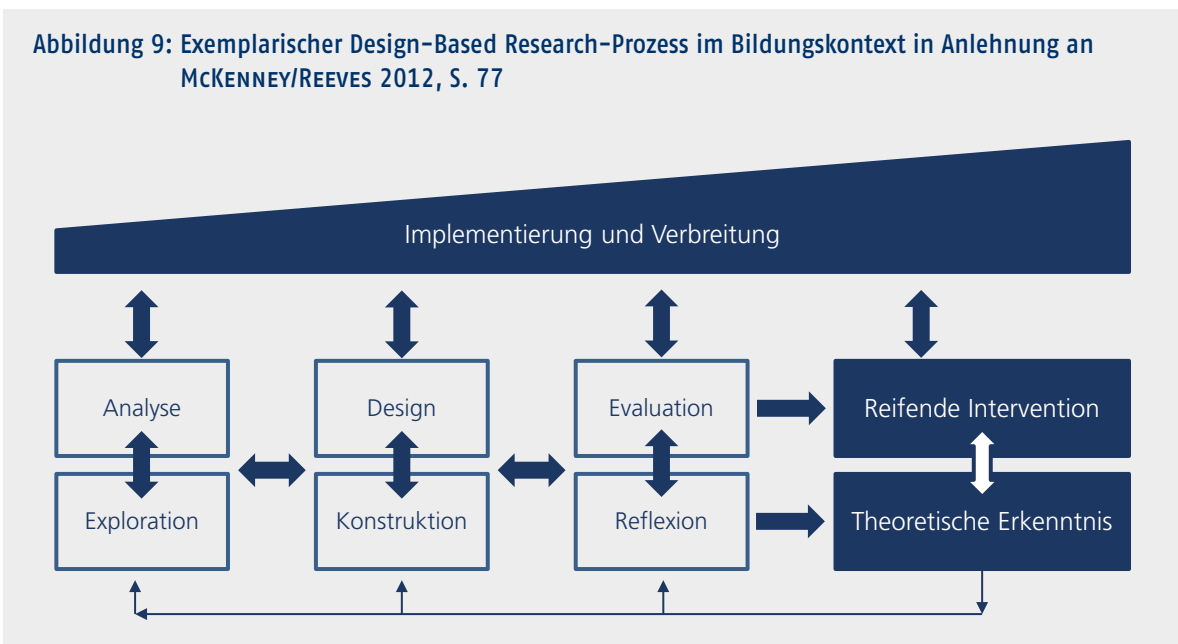 Abbildung 9: Exemplarischer Design-Based Research-Prozess im Bildungskontext in Anlehnung an
McKenney/Reeves 2012, S. 77
Implementierung und Verbreitung
Analyse
Design
Evaluation
Reifende Intervention
Exploration
Konstruktion
Reflexion
Theoretische Erkenntnis